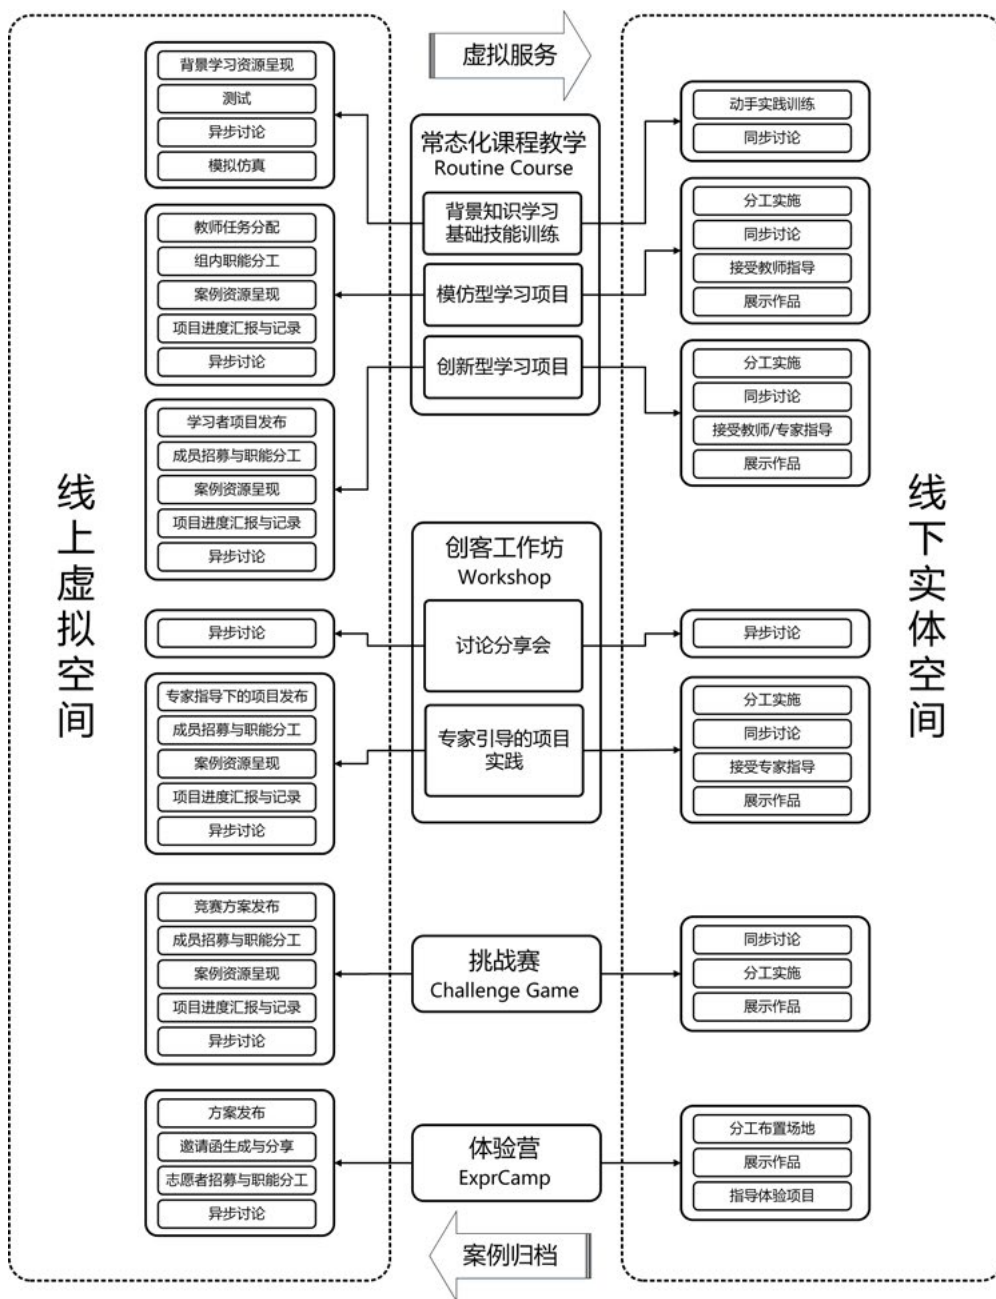 虚拟服务
线上虚拟空间
背景学习资源呈现
测试
异步讨论
模拟仿真
教师任务分配
组内职能分工
案例资源呈现
项目进度汇报与记录
异步讨论
学习者项目发布
成员招募与职能分工
案例资源呈现
项目进度汇报与记录
异步讨论
异步讨论
专家指导下的项目发布
成员招募与职能分工
案例资源呈现
项目进度汇报与记录
异步讨论
竞赛方案发布
成员招募与职能分工
案例资源呈现
项目进度汇报与记录
异步讨论
方案发布
邀请函生成与分享
志愿者招募与职能分工
异步讨论
常态化课程教学
Routine Course
背景知识学习
基础技能训练
模仿型学习项目
创新型学习项目
创客工作坊
Workshop
讨论分享会
专家引导的项目
实践
挑战赛
Challenge Game
体验营
ExprCamp
动手实践训练
同步讨论
分工实施
同步讨论
接受教师指导
展示作品
分工实施
同步讨论
接受教师/专家指导
展示作品
异步讨论
分工实施
同步讨论
接受专家指导
展示作品
同步讨论
分工实施
展示作品
分工布置场地
展示作品
指导体验项目
线下实体空间
案例归档